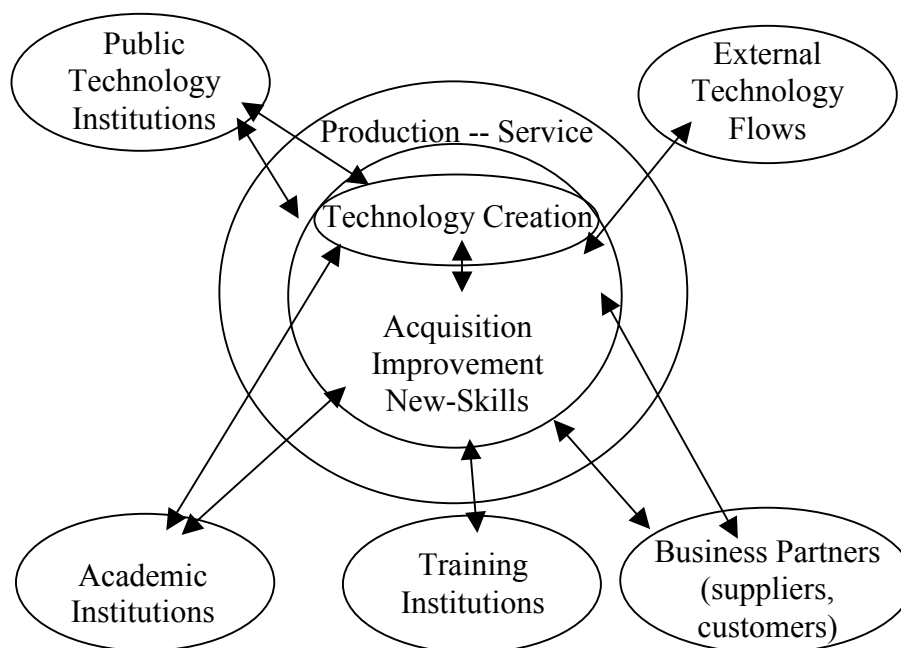 Public
Technology
Institutions
External
Technology
Flows
Production -- Service
Technology Creation
Acquisition
Improvement
New-Skills
Academic
Institutions
Training
Institutions
Business Partners
(suppliers,
customers)